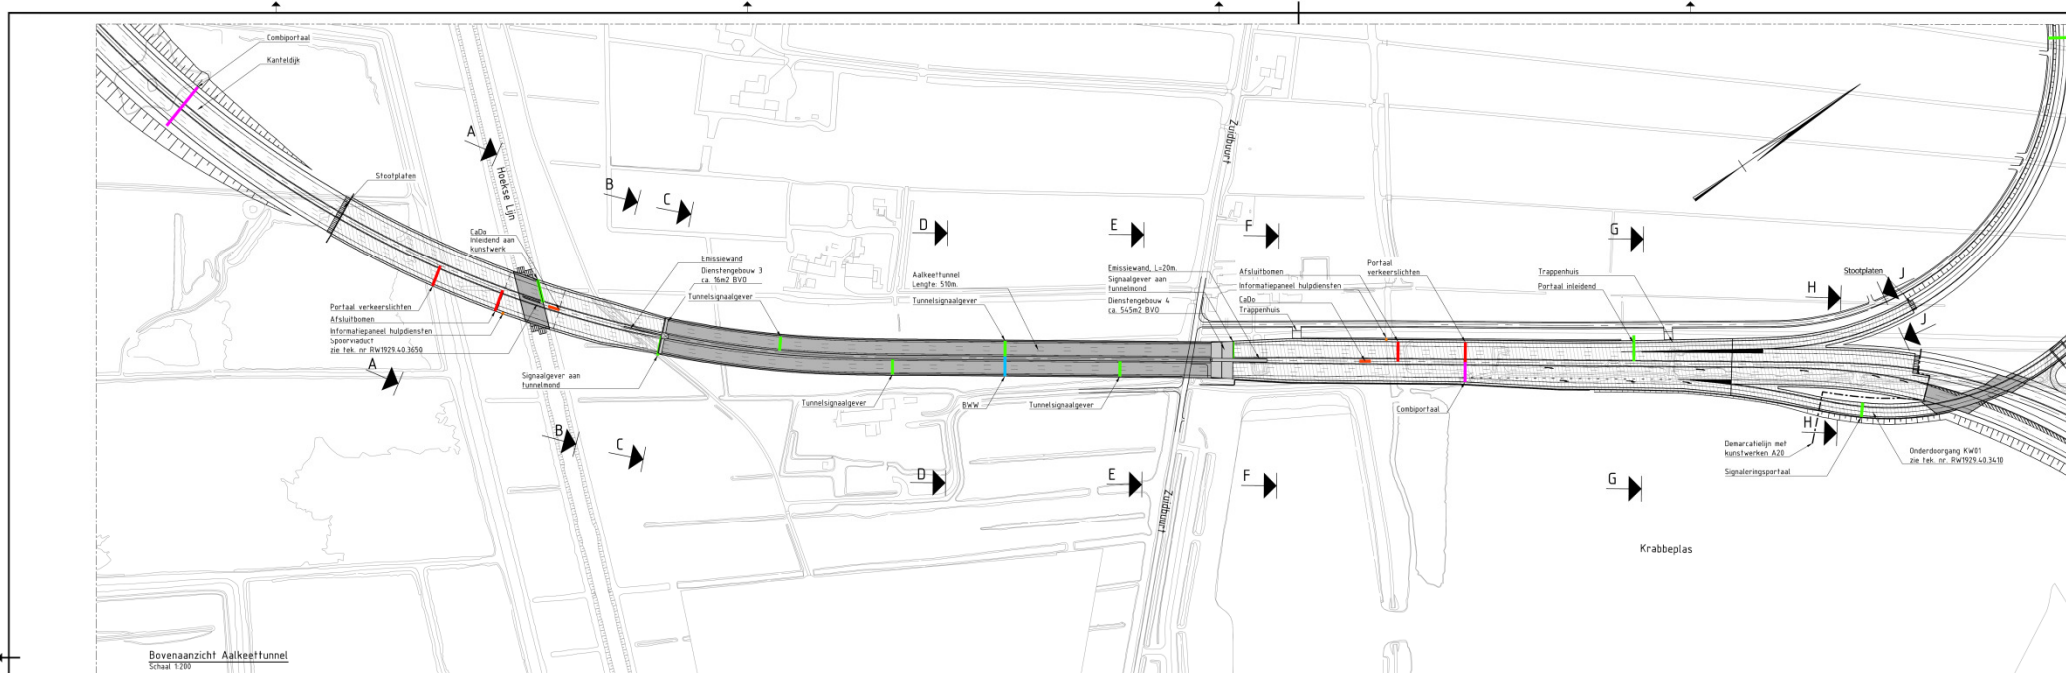 Combiportaal
Kanteldijk
Stootplaten
A
Hoekse Lijn
B
C
D
E
F
G
H
J
J
Zuidbuurt
CaDo
Inleidend aan
kunstwerk
Emissiewand
Dienstengebouw 3
ca. 16m2 BVO
Tunnelsignaalgever
Aalkeettunnel
Lengte: 510m.
Tunnelsignaalgever
Emissiewand, L=20m.
Signaalgever aan
tunnelmond
Dienstengebouw 4
ca. 545m2 BVO
Afsluitbomen
Informatiepaneel hulpdiensten
CaDo
Trappenhuis
Portaal
verkeerslichten
Trappenhuis
Portaal inleidend
Stootplaten
Portaal verkeerslichten
Afsluitbomen
Informatiepaneel hulpdiensten
Spoorviaduct
zie tek. nr RW1929.40.3650
A
Signaalgever aan
tunnelmond
Tunnelsignaalgever
BWW
Tunnelsignaalgever
Combiportaal
B
C
D
E
F
G
H
Zuidbuurt
Demarcatielijn met
kunstwerken A20
Signaleringsportaal
Onderdoorgang KW01
zie tek. nr. RW1929.40.3410
Krabbeplas
Bovenaanzicht Aalkeettunnel
Schaal 1:200